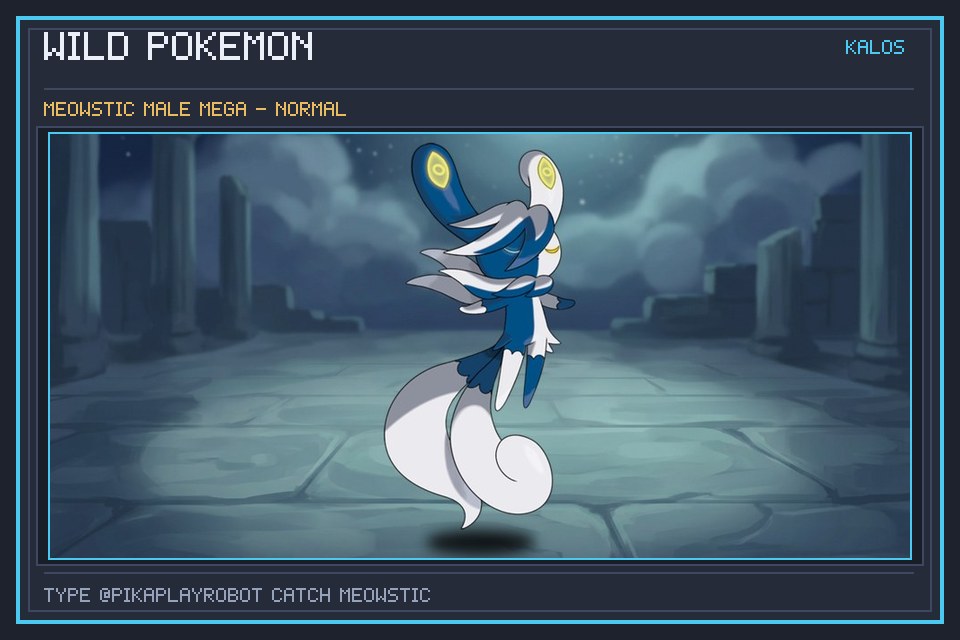 WILD POKEMON
KALOS
MEOWSTIC MALE MEGA - NORMAL
TYPE @PIKAPLAYROBOT CATCH MEOWSTIC